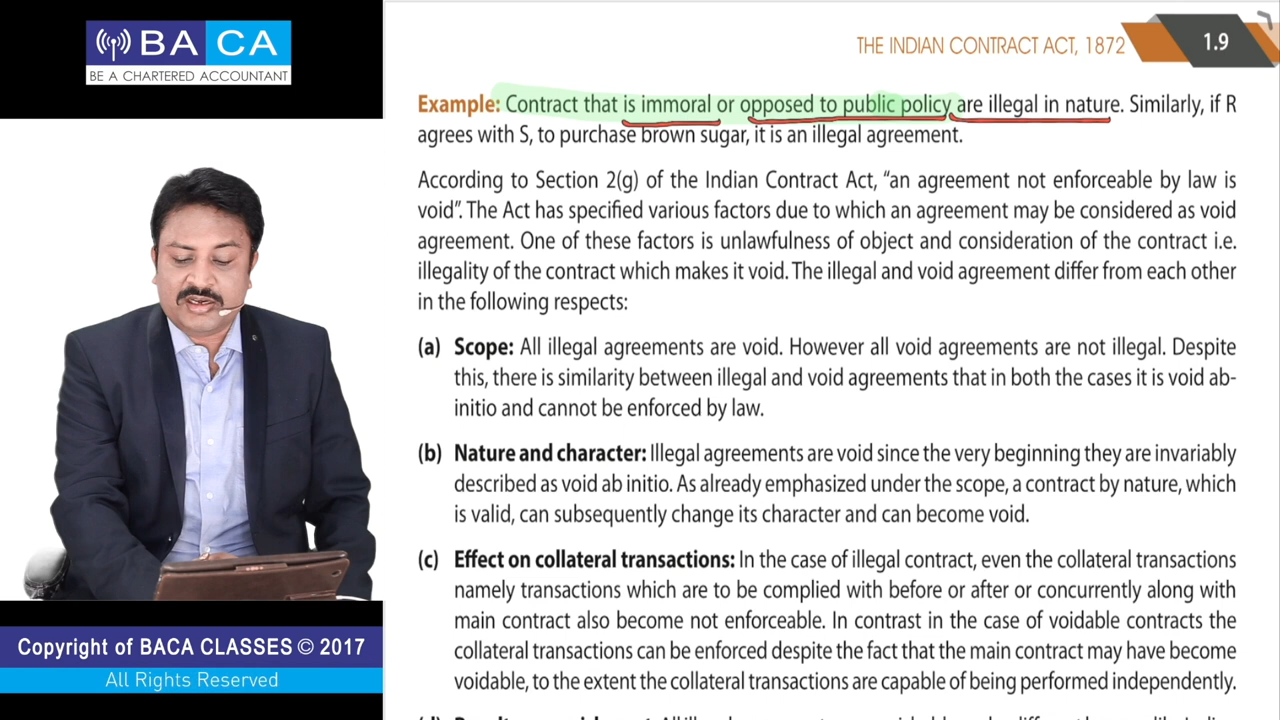 BA CA
BE A CHARTERED ACCOUNTANT
THE INDIAN CONTRACT ACT, 1872
1.9
Example: Contract that is immoral or opposed to public policy are illegal in nature. Similarly, if R
agrees with S, to purchase brown sugar, it is an illegal agreement.
According to Section 2(g) of the Indian Contract Act, “an agreement not enforceable by law is
void”. The Act has specified various factors due to which an agreement may be considered as void
agreement. One of these factors is unlawfulness of object and consideration of the contract i.e.
illegality of the contract which makes it void. The illegal and void agreement differ from each other
in the following respects:
(a) Scope: All illegal agreements are void. However all void agreements are not illegal. Despite
this, there is similarity between illegal and void agreements that in both the cases it is void ab-
initio and cannot be enforced by law.
(b) Nature and character: Illegal agreements are void since the very beginning they are invariably
described as void ab initio. As already emphasized under the scope, a contract by nature, which
is valid, can subsequently change its character and can become void.
(c) Effect on collateral transactions: In the case of illegal contract, even the collateral transactions
namely transactions which are to be complied with before or after or concurrently along with
main contract also become not enforceable. In contrast in the case of voidable contracts the
collateral transactions can be enforced despite the fact that the main contract may have become
voidable, to the extent the collateral transactions are capable of being performed independently.
Copyright of BACA CLASSES © 2017
All Rights Reserved